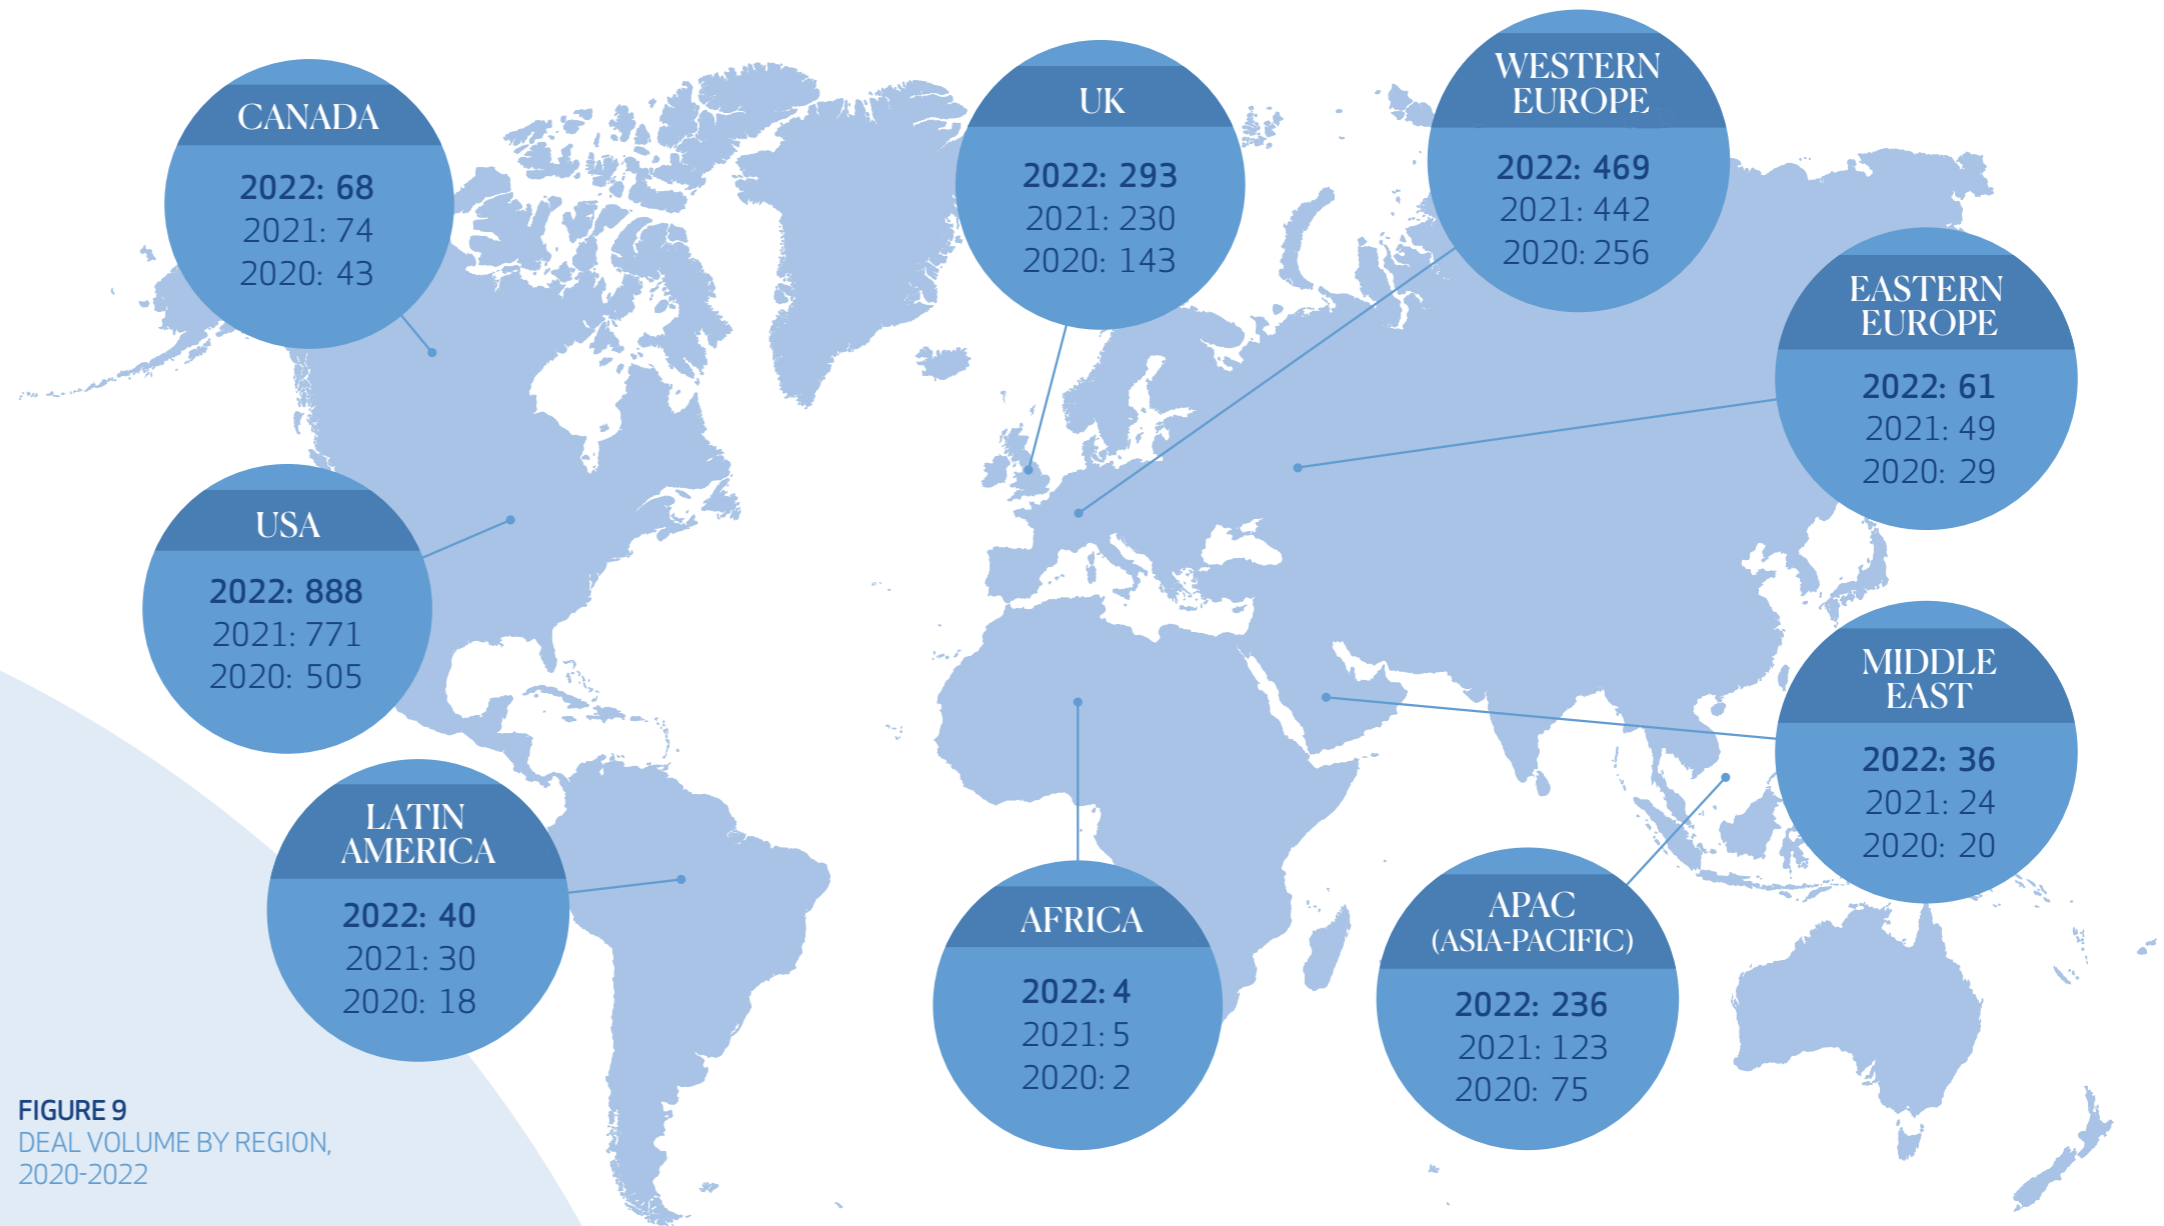 CANADA
2022: 68
2021: 74
2020: 43
UK
2022: 293
2021: 230
2020: 143
WESTERN
EUROPE
2022: 469
2021: 442
2020: 256
EASTERN
EUROPE
2022: 61
2021: 49
2020: 29
USA
2022: 888
2021: 771
2020: 505
MIDDLE
EAST
2022: 36
2021: 24
2020: 20
LATIN
AMERICA
2022: 40
2021: 30
2020: 18
AFRICA
2022: 4
2021: 5
2020: 2
APAC
(ASIA-PACIFIC)
2022: 236
2021: 123
2020: 75
FIGURE 9
DEAL VOLUME BY REGION,
2020-2022